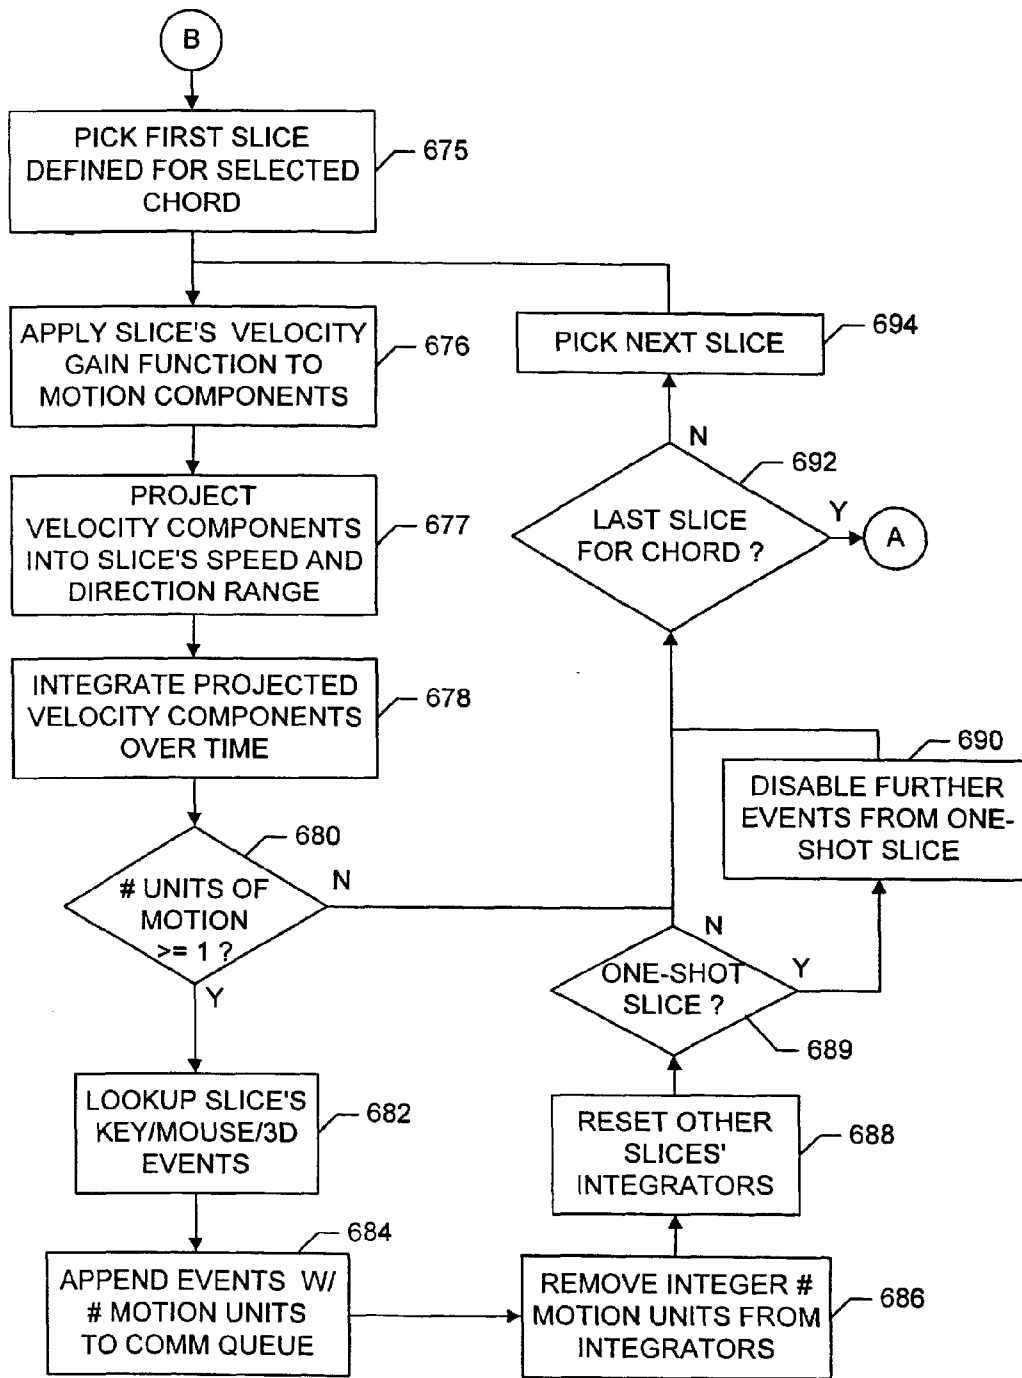 B
PICK FIRST SLICE
DEFINED FOR SELECTED
CHORD
675
APPLY SLICE'S VELOCITY
GAIN FUNCTION TO
MOTION COMPONENTS
676
PROJECT
VELOCITY COMPONENTS
INTO SLICE'S SPEED AND
DIRECTION RANGE
677
INTEGRATE PROJECTED
VELOCITY COMPONENTS
OVER TIME
678
# UNITS OF
MOTION
>= 1 ?
680
N
Y
LOOKUP SLICE'S
KEY/MOUSE/3D
EVENTS
682
APPEND EVENTS W/
# MOTION UNITS
TO COMM QUEUE
684
REMOVE INTEGER #
MOTION UNITS FROM
INTEGRATORS
686
RESET OTHER
SLICES'
INTEGRATORS
688
ONE-SHOT
SLICE ?
689
N
Y
DISABLE FURTHER
EVENTS FROM ONE-
SHOT SLICE
690
LAST SLICE
FOR CHORD ?
692
N
Y
A
PICK NEXT SLICE
694